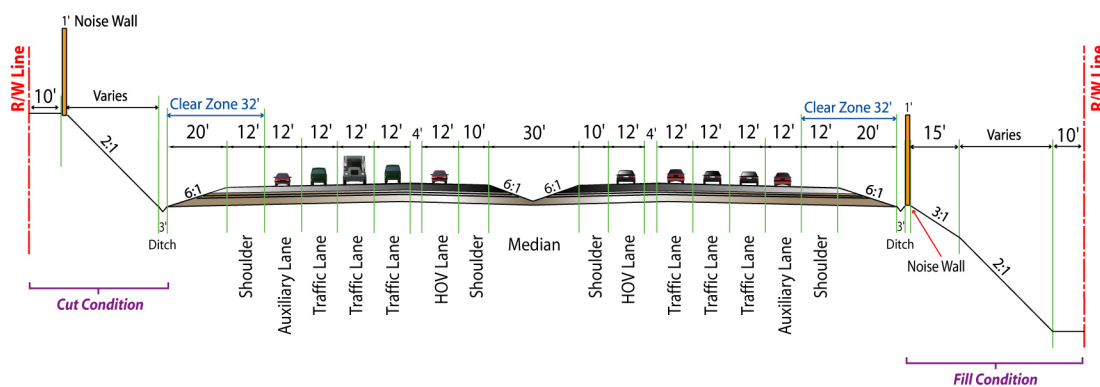 1' Noise Wall
R/W Line
10'
Varies
Clear Zone 32'
20'
12'
12'
12'
12'
12'
4'
12'
10'
30'
10'
12'
4'
12'
12'
12'
12'
12'
20'
Clear Zone 32'
1'
15'
Varies
10'
R/W Line
2:1
6:1
6:1
6:1
6:1
3:1
2:1
3'
Ditch
Shoulder
Auxiliary Lane
Traffic Lane
Traffic Lane
Traffic Lane
HOV Lane
Shoulder
Median
Shoulder
HOV Lane
Traffic Lane
Traffic Lane
Traffic Lane
Auxiliary Lane
Shoulder
3'
Ditch
Noise Wall
Cut Condition
Fill Condition